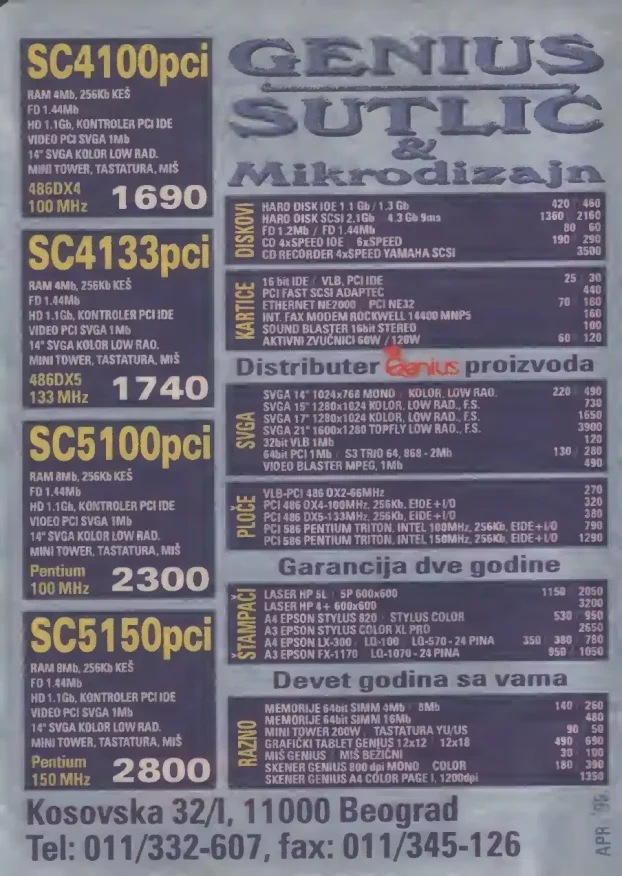 SC4100pci
RAM 4Mb, 256Kb KEŠ
FD 1.44Mb
HD 1.1Gb, KONTROLER PCI IDE
VIDEO PCI SVGA 1Mb
14" SVGA KOLOR LOW RAD.
MINI TOWER, TASTATURA, MIŠ
486DX4
100 MHz 1690
SC4133pci
RAM 4Mb, 256Kb KEŠ
FD 1.44Mb
HD 1.1Gb, KONTROLER PCI IDE
VIDEO PCI SVGA 1Mb
14" SVGA KOLOR LOW RAD.
MINI TOWER, TASTATURA, MIŠ
486DX5
133 MHz 1740
SC5100pci
RAM 8Mb, 256Kb KEŠ
FD 1.44Mb
HD 1.1Gb, KONTROLER PCI IDE
VIDEO PCI SVGA 1Mb
14" SVGA KOLOR LOW RAD.
MINI TOWER, TASTATURA, MIŠ
Pentium
100 MHz 2300
SC5150pci
RAM 8Mb, 256Kb KEŠ
FD 1.44Mb
HD 1.1Gb, KONTROLER PCI IDE
VIDEO PCI SVGA 1Mb
14" SVGA KOLOR LOW RAD.
MINI TOWER, TASTATURA, MIŠ
Pentium
150 MHz 2800
GENIUS
SUTLIĆ
&
Mikrodizajn
DISKOVI
HARD DISK IDE 1.1 Gb / 1.3 Gb 420 / 460
HARD DISK SCSI 2,1Gb / 4.3 Gb 9ms 1360 / 2160
FD 1.2Mb / FD 1.44Mb 80 / 60
CD 4xSPEED IDE / 6xSPEED 190 / 290
CD RECORDER 4xSPEED YAMAHA SCSI 3500
KARTICE
16 bit IDE / VLB, PCI IDE 25 / 30
PCI FAST SCSI ADAPTEC 440
ETHERNET NE2000 / PCI NE32 70 / 180
INT. FAX MODEM ROCKWELL 14400 MNP5 160
SOUND BLASTER 16bit STEREO 100
AKTIVNI ZVUČNICI 60W / 120W 60 / 120
Distributer Genius proizvoda
SVGA
SVGA 14" 1024x768 MONO / KOLOR, LOW RAD. 220 / 490
SVGA 15" 1280x1024 KOLOR, LOW RAD., F.S. 730
SVGA 17" 1280x1024 KOLOR, LOW RAD., F.S. 1650
SVGA 21" 1600x1280 TOPFLY LOW RAD., F.S. 3900
32bit VLB 1Mb 120
64bit PCI 1Mb / S3 TRIO 64, 868 - 2Mb 130 / 280
VIDEO BLASTER MPEG, 1Mb 490
PLOČE
VLB-PCI 486 DX2-66MHz 270
PCI 486 DX4-100MHz, 256Kb, EIDE+I/O 320
PCI 486 DX5-133MHz, 256Kb, EIDE+I/O 380
PCI 586 PENTIUM TRITON, INTEL 100MHz, 256Kb, EIDE+I/O 790
PCI 586 PENTIUM TRITON, INTEL 150MHz, 256Kb, EIDE+I/O 1290
Garancija dve godine
ŠTAMPAČI
LASER HP 5L / 5P 600x600 1150 / 2050
LASER HP 4+ 600x600 3200
A4 EPSON STYLUS 820 / STYLUS COLOR 530 / 950
A3 EPSON STYLUS COLOR XL PRO 2650
A4 EPSON LX-300 / LQ-100 / LQ-570 - 24 PINA 350 / 380 / 780
A3 EPSON FX-1170 / LQ-1070 - 24 PINA 950 / 1050
Devet godina sa vama
RAZNO
MEMORIJE 64bit SIMM 4Mb / 8Mb 140 / 260
MEMORIJE 64bit SIMM 16Mb 480
MINI TOWER 200W / TASTATURA YU/US 90 / 50
GRAFIČKI TABLET GENIUS 12x12 / 12x18 490 / 690
MIŠ GENIUS / MIŠ BEŽIČNI 30 / 100
SKENER GENIUS 800 dpi MONO / COLOR 180 / 390
SKENER GENIUS A4 COLOR PAGE I, 1200dpi 1350
Kosovska 32/I, 11000 Beograd
Tel: 011/332-607, fax: 011/345-126